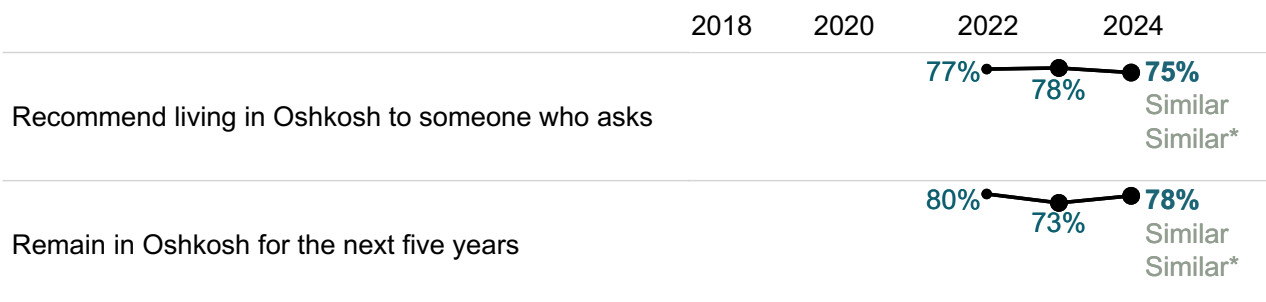 2018 2020 2022 2024
77% 78% 75%
Recommend living in Oshkosh to someone who asks
Similar
Similar*
80% 73% 78%
Remain in Oshkosh for the next five years
Similar
Similar*